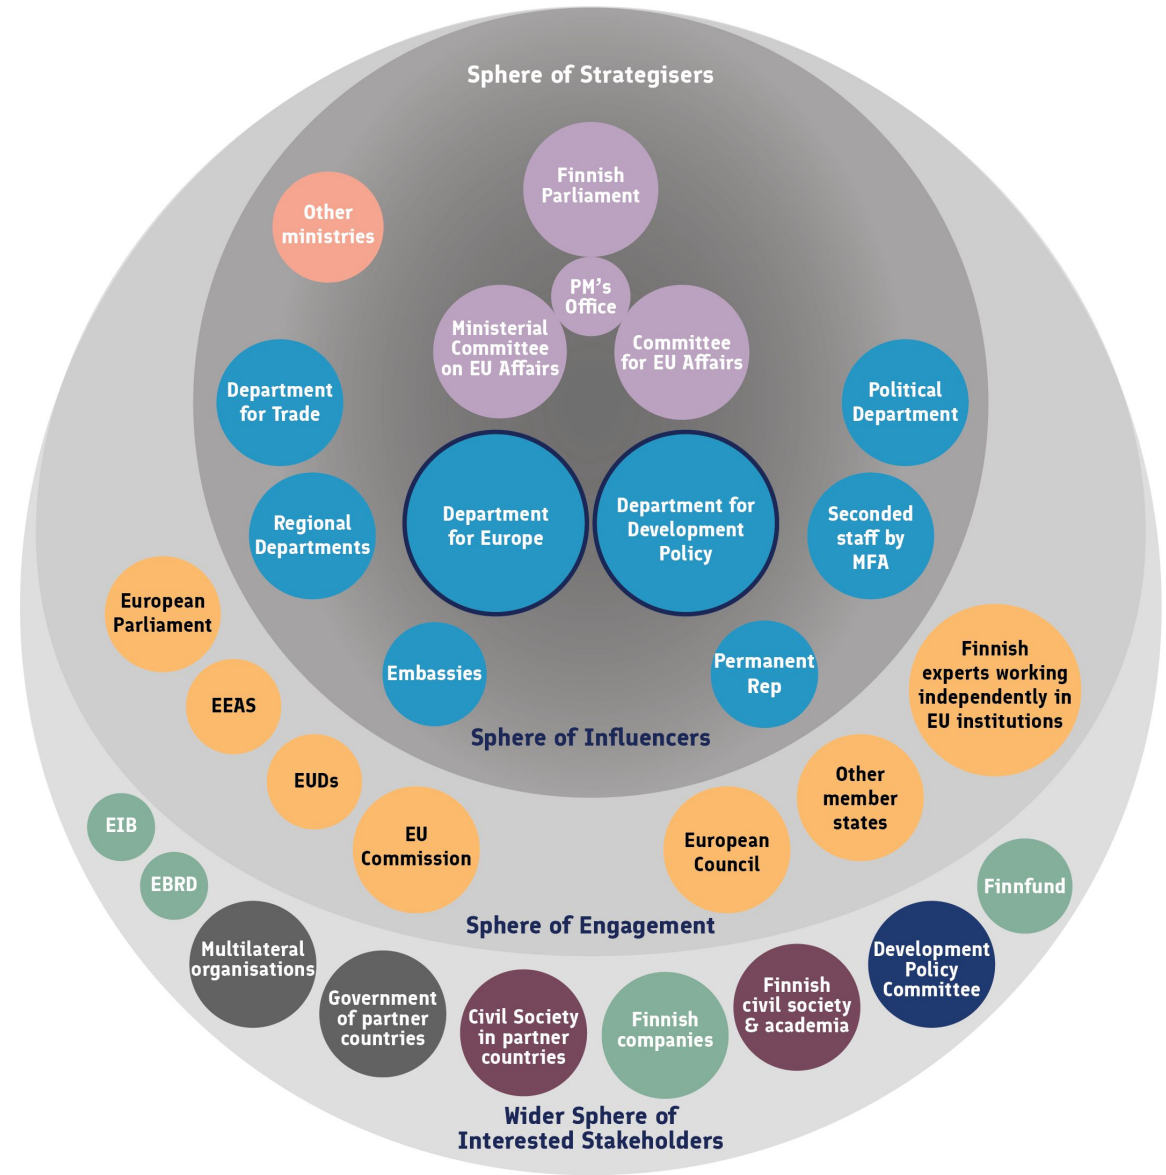 Sphere of Strategisers
Finnish
Parliament
Other
ministries
PM's
Office
Ministerial
Committee
on EU Affairs
Committee
for EU Affairs
Department
for Trade
Political
Department
Regional
Departments
Department
for Europe
Department for
Development
Policy
Seconded
staff by
MFA
European
Parliament
Embassies
Permanent
Rep
Finnish
experts working
independently in
EU institutions
EEAS
Sphere of Influencers
EUDs
Other
member
states
EIB
EU
Commission
European
Council
EBRD
Finnfund
Sphere of Engagement
Multilateral
organisations
Development
Policy
Committee
Government
of partner
countries
Civil Society
in partner
countries
Finnish
companies
Finnish
civil society
& academia
Wider Sphere of
Interested Stakeholders